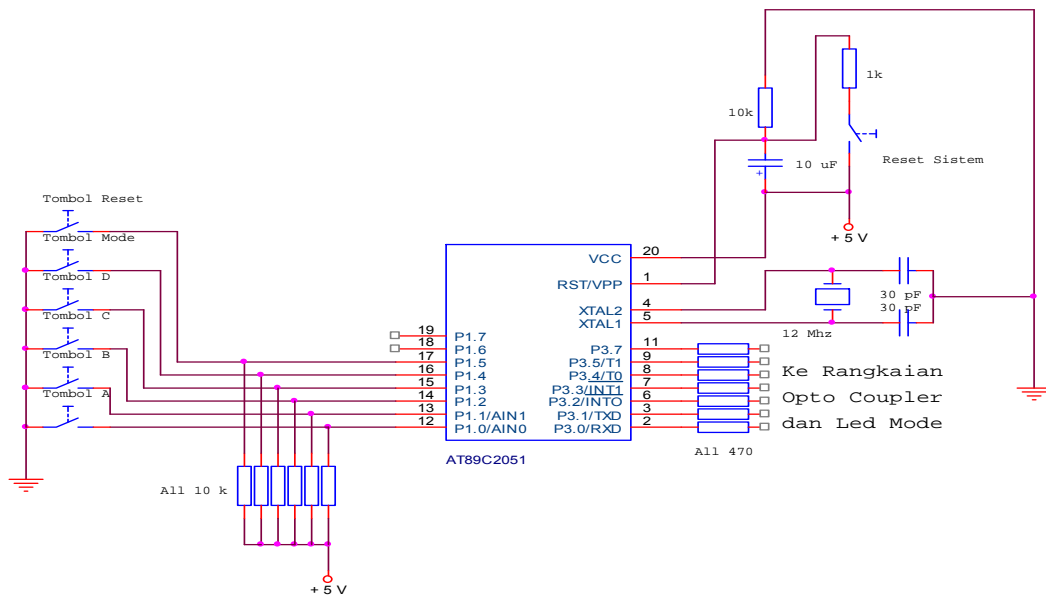 1k
10k
10 uF
Reset Sistem
+
+ 5 V
Tombol Reset
Tombol Mode
Tombol D
Tombol C
Tombol B
Tombol A
20
VCC
1
RST/VPP
4
XTAL2
5
XTAL1
30 pF
30 pF
12 Mhz
19
P1.7
18
P1.6
17
P1.5
16
P1.4
15
P1.3
14
P1.2
13
P1.1/AIN1
12
P1.0/AIN0
11
P3.7
9
P3.5/T1
8
P3.4/T0
7
P3.3/INT1
6
P3.2/INT0
3
P3.1/TXD
2
P3.0/RXD
Ke Rangkaian
Opto Coupler
dan Led Mode
All 470
AT89C2051
All 10 k
+ 5 V